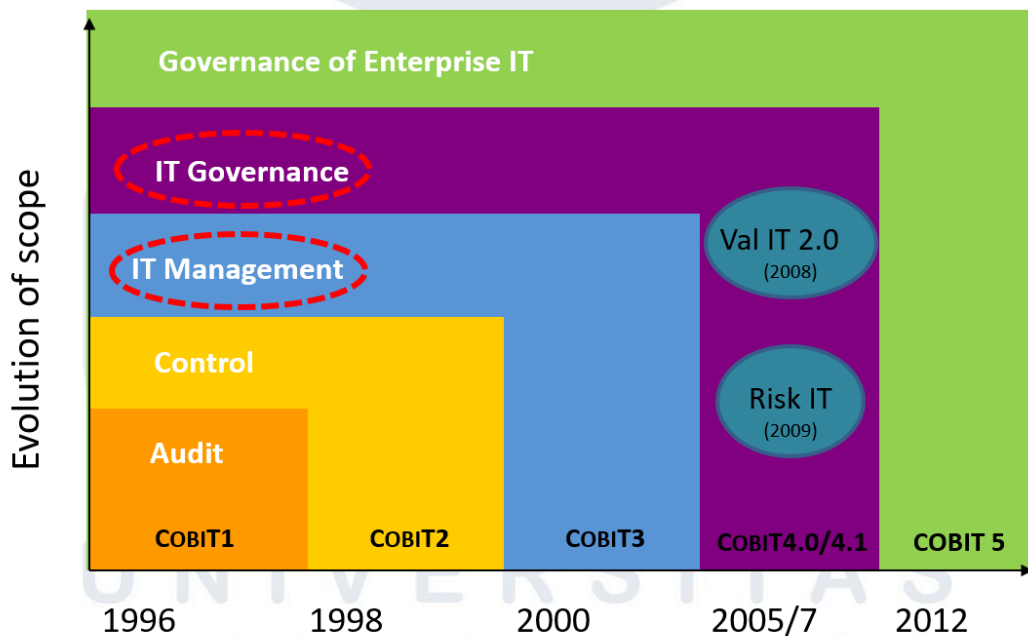 Governance of Enterprise IT
IT Governance
IT Management
Control
Audit
Val IT 2.0
(2008)
Risk IT
(2009)
Evolution of scope
COBIT1
COBIT2
COBIT3
COBIT4.0/4.1
COBIT 5
UNIVERSITAS
1996
1998
2000
2005/7
2012